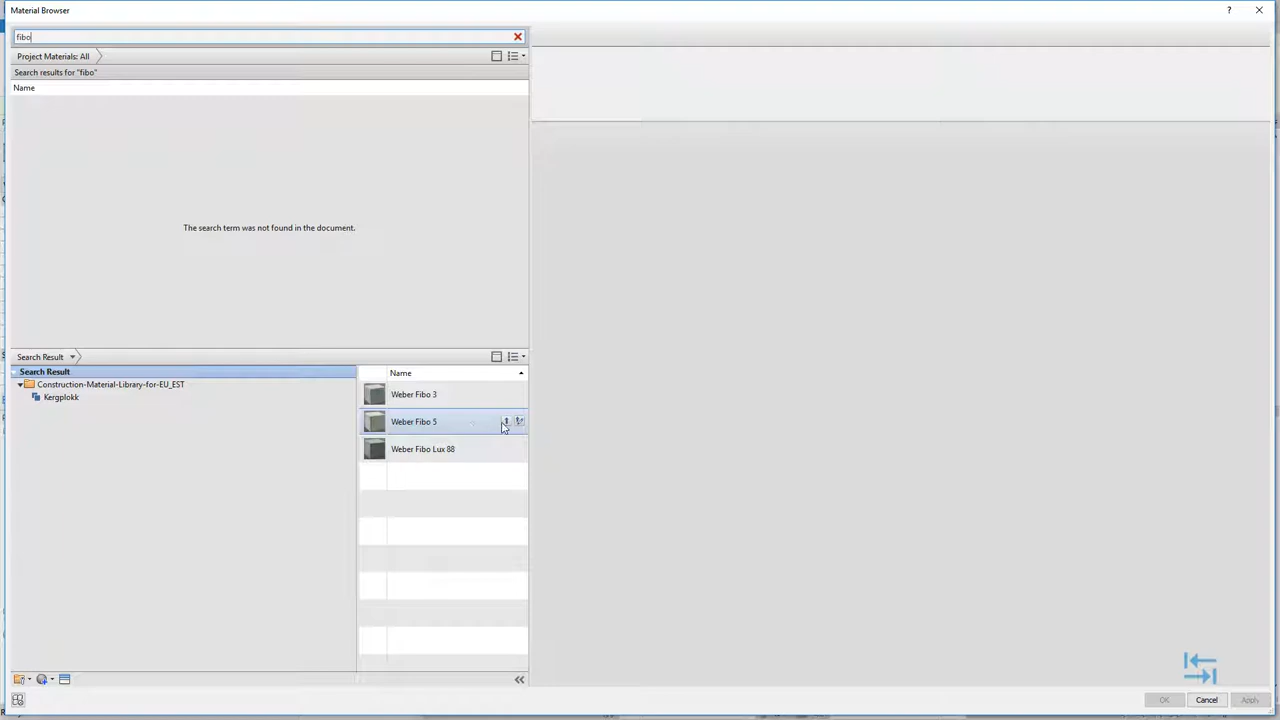 Material Browser
?
fibo
Project Materials: All
Search results for "fibo"
Name
The search term was not found in the document.
Search Result
Search Result
Construction-Material-Library-for-EU_EST
Kergplokk
Name
Weber Fibo 3
Weber Fibo 5
Weber Fibo Lux 88
OK
Cancel
Apply